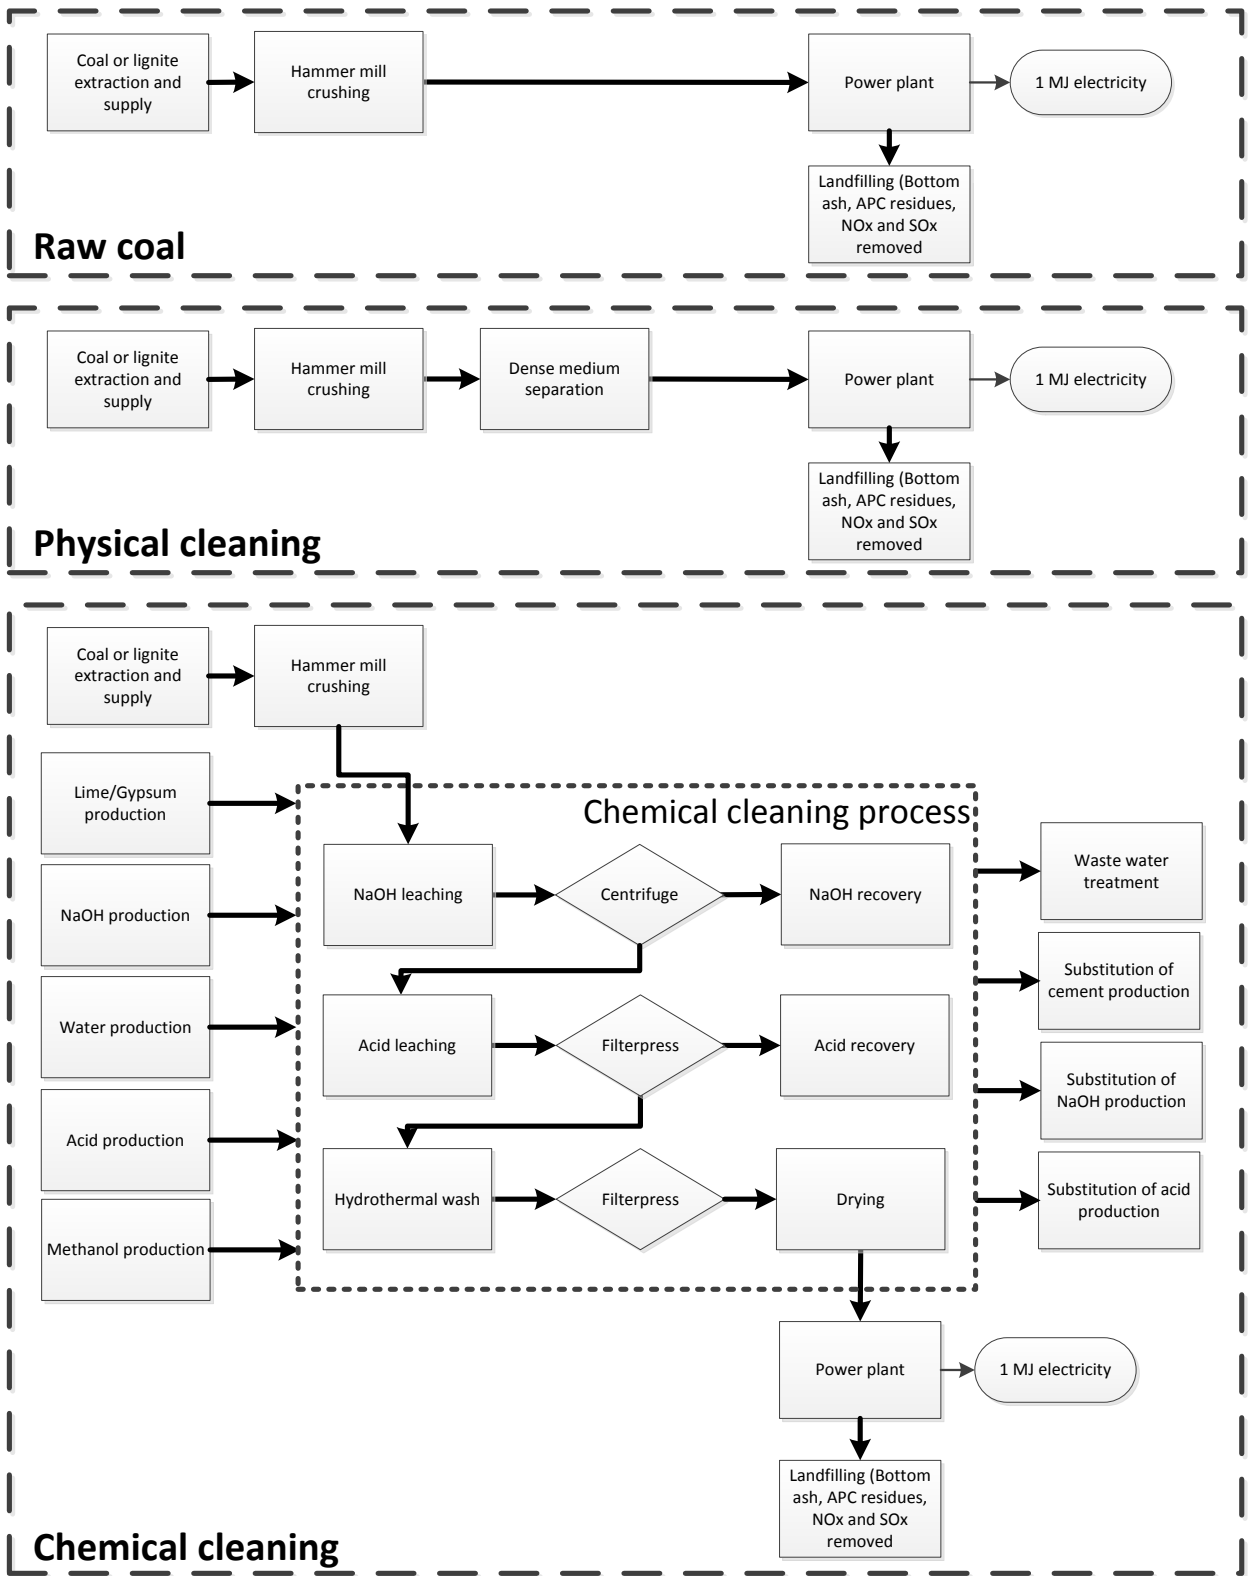 Coal or lignite
extraction and
supply
Hammer mill
crushing
Power plant
1 MJ electricity
Landfilling (Bottom
ash, APC residues,
NOx and SOx
removed
Raw coal
Coal or lignite
extraction and
supply
Hammer mill
crushing
Dense medium
separation
Power plant
1 MJ electricity
Landfilling (Bottom
ash, APC residues,
NOx and SOx
removed
Physical cleaning
Coal or lignite
extraction and
supply
Hammer mill
crushing
Lime/Gypsum
production
NaOH production
Water production
Acid production
Methanol production
Chemical cleaning process
NaOH leaching
Centrifuge
NaOH recovery
Acid leaching
Filterpress
Acid recovery
Hydrothermal wash
Filterpress
Drying
Waste water
treatment
Substitution of
cement production
Substitution of
NaOH production
Substitution of acid
production
Power plant
1 MJ electricity
Landfilling (Bottom
ash, APC residues,
NOx and SOx
removed
Chemical cleaning